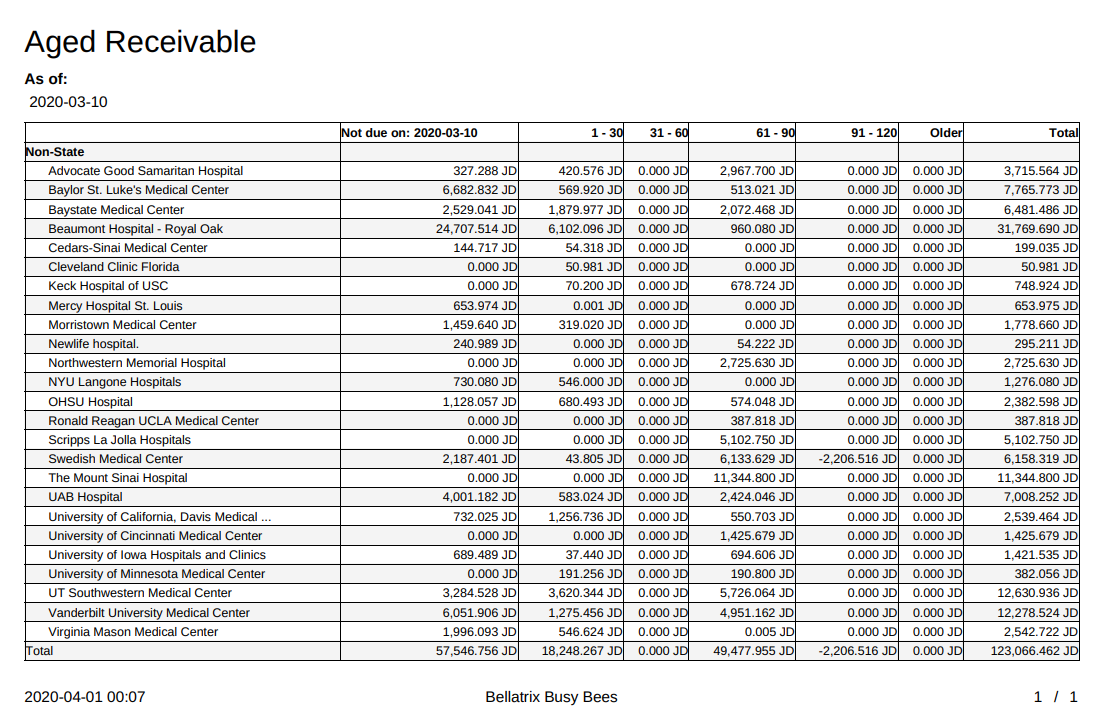 Aged Receivable
As of:
2020-03-10
Not due on: 2020-03-10 1 - 30 31 - 60 61 - 90 91 - 120 Older Total
Non-State
Advocate Good Samaritan Hospital 327.288 JD 420.576 JD 0.000 JD 2,967.700 JD 0.000 JD 0.000 JD 3,715.564 JD
Baylor St. Luke's Medical Center 6,682.832 JD 569.920 JD 0.000 JD 513.021 JD 0.000 JD 0.000 JD 7,765.773 JD
Baystate Medical Center 2,529.041 JD 1,879.977 JD 0.000 JD 2,072.468 JD 0.000 JD 0.000 JD 6,481.486 JD
Beaumont Hospital - Royal Oak 24,707.514 JD 6,102.096 JD 0.000 JD 960.080 JD 0.000 JD 0.000 JD 31,769.690 JD
Cedars-Sinai Medical Center 144.717 JD 54.318 JD 0.000 JD 0.000 JD 0.000 JD 0.000 JD 199.035 JD
Cleveland Clinic Florida 0.000 JD 50.981 JD 0.000 JD 0.000 JD 0.000 JD 0.000 JD 50.981 JD
Keck Hospital of USC 0.000 JD 70.200 JD 0.000 JD 678.724 JD 0.000 JD 0.000 JD 748.924 JD
Mercy Hospital St. Louis 653.974 JD 0.001 JD 0.000 JD 0.000 JD 0.000 JD 0.000 JD 653.975 JD
Morristown Medical Center 1,459.640 JD 319.020 JD 0.000 JD 0.000 JD 0.000 JD 0.000 JD 1,778.660 JD
Newlife hospital. 240.989 JD 0.000 JD 0.000 JD 54.222 JD 0.000 JD 0.000 JD 295.211 JD
Northwestern Memorial Hospital 0.000 JD 0.000 JD 0.000 JD 2,725.630 JD 0.000 JD 0.000 JD 2,725.630 JD
NYU Langone Hospitals 730.080 JD 546.000 JD 0.000 JD 0.000 JD 0.000 JD 0.000 JD 1,276.080 JD
OHSU Hospital 1,128.057 JD 680.493 JD 0.000 JD 574.048 JD 0.000 JD 0.000 JD 2,382.598 JD
Ronald Reagan UCLA Medical Center 0.000 JD 0.000 JD 0.000 JD 387.818 JD 0.000 JD 0.000 JD 387.818 JD
Scripps La Jolla Hospitals 0.000 JD 0.000 JD 0.000 JD 5,102.750 JD 0.000 JD 0.000 JD 5,102.750 JD
Swedish Medical Center 2,187.401 JD 43.805 JD 0.000 JD 6,133.629 JD -2,206.516 JD 0.000 JD 6,158.319 JD
The Mount Sinai Hospital 0.000 JD 0.000 JD 0.000 JD 11,344.800 JD 0.000 JD 0.000 JD 11,344.800 JD
UAB Hospital 4,001.182 JD 583.024 JD 0.000 JD 2,424.046 JD 0.000 JD 0.000 JD 7,008.252 JD
University of California, Davis Medical ... 732.025 JD 1,256.736 JD 0.000 JD 550.703 JD 0.000 JD 0.000 JD 2,539.464 JD
University of Cincinnati Medical Center 0.000 JD 0.000 JD 0.000 JD 1,425.679 JD 0.000 JD 0.000 JD 1,425.679 JD
University of Iowa Hospitals and Clinics 689.489 JD 37.440 JD 0.000 JD 694.606 JD 0.000 JD 0.000 JD 1,421.535 JD
University of Minnesota Medical Center 0.000 JD 191.256 JD 0.000 JD 190.800 JD 0.000 JD 0.000 JD 382.056 JD
UT Southwestern Medical Center 3,284.528 JD 3,620.344 JD 0.000 JD 5,726.064 JD 0.000 JD 0.000 JD 12,630.936 JD
Vanderbilt University Medical Center 6,051.906 JD 1,275.456 JD 0.000 JD 4,951.162 JD 0.000 JD 0.000 JD 12,278.524 JD
Virginia Mason Medical Center 1,996.093 JD 546.624 JD 0.000 JD 0.005 JD 0.000 JD 0.000 JD 2,542.722 JD
Total 57,546.756 JD 18,248.267 JD 0.000 JD 49,477.955 JD -2,206.516 JD 0.000 JD 123,066.462 JD
2020-04-01 00:07 Bellatrix Busy Bees 1 / 1